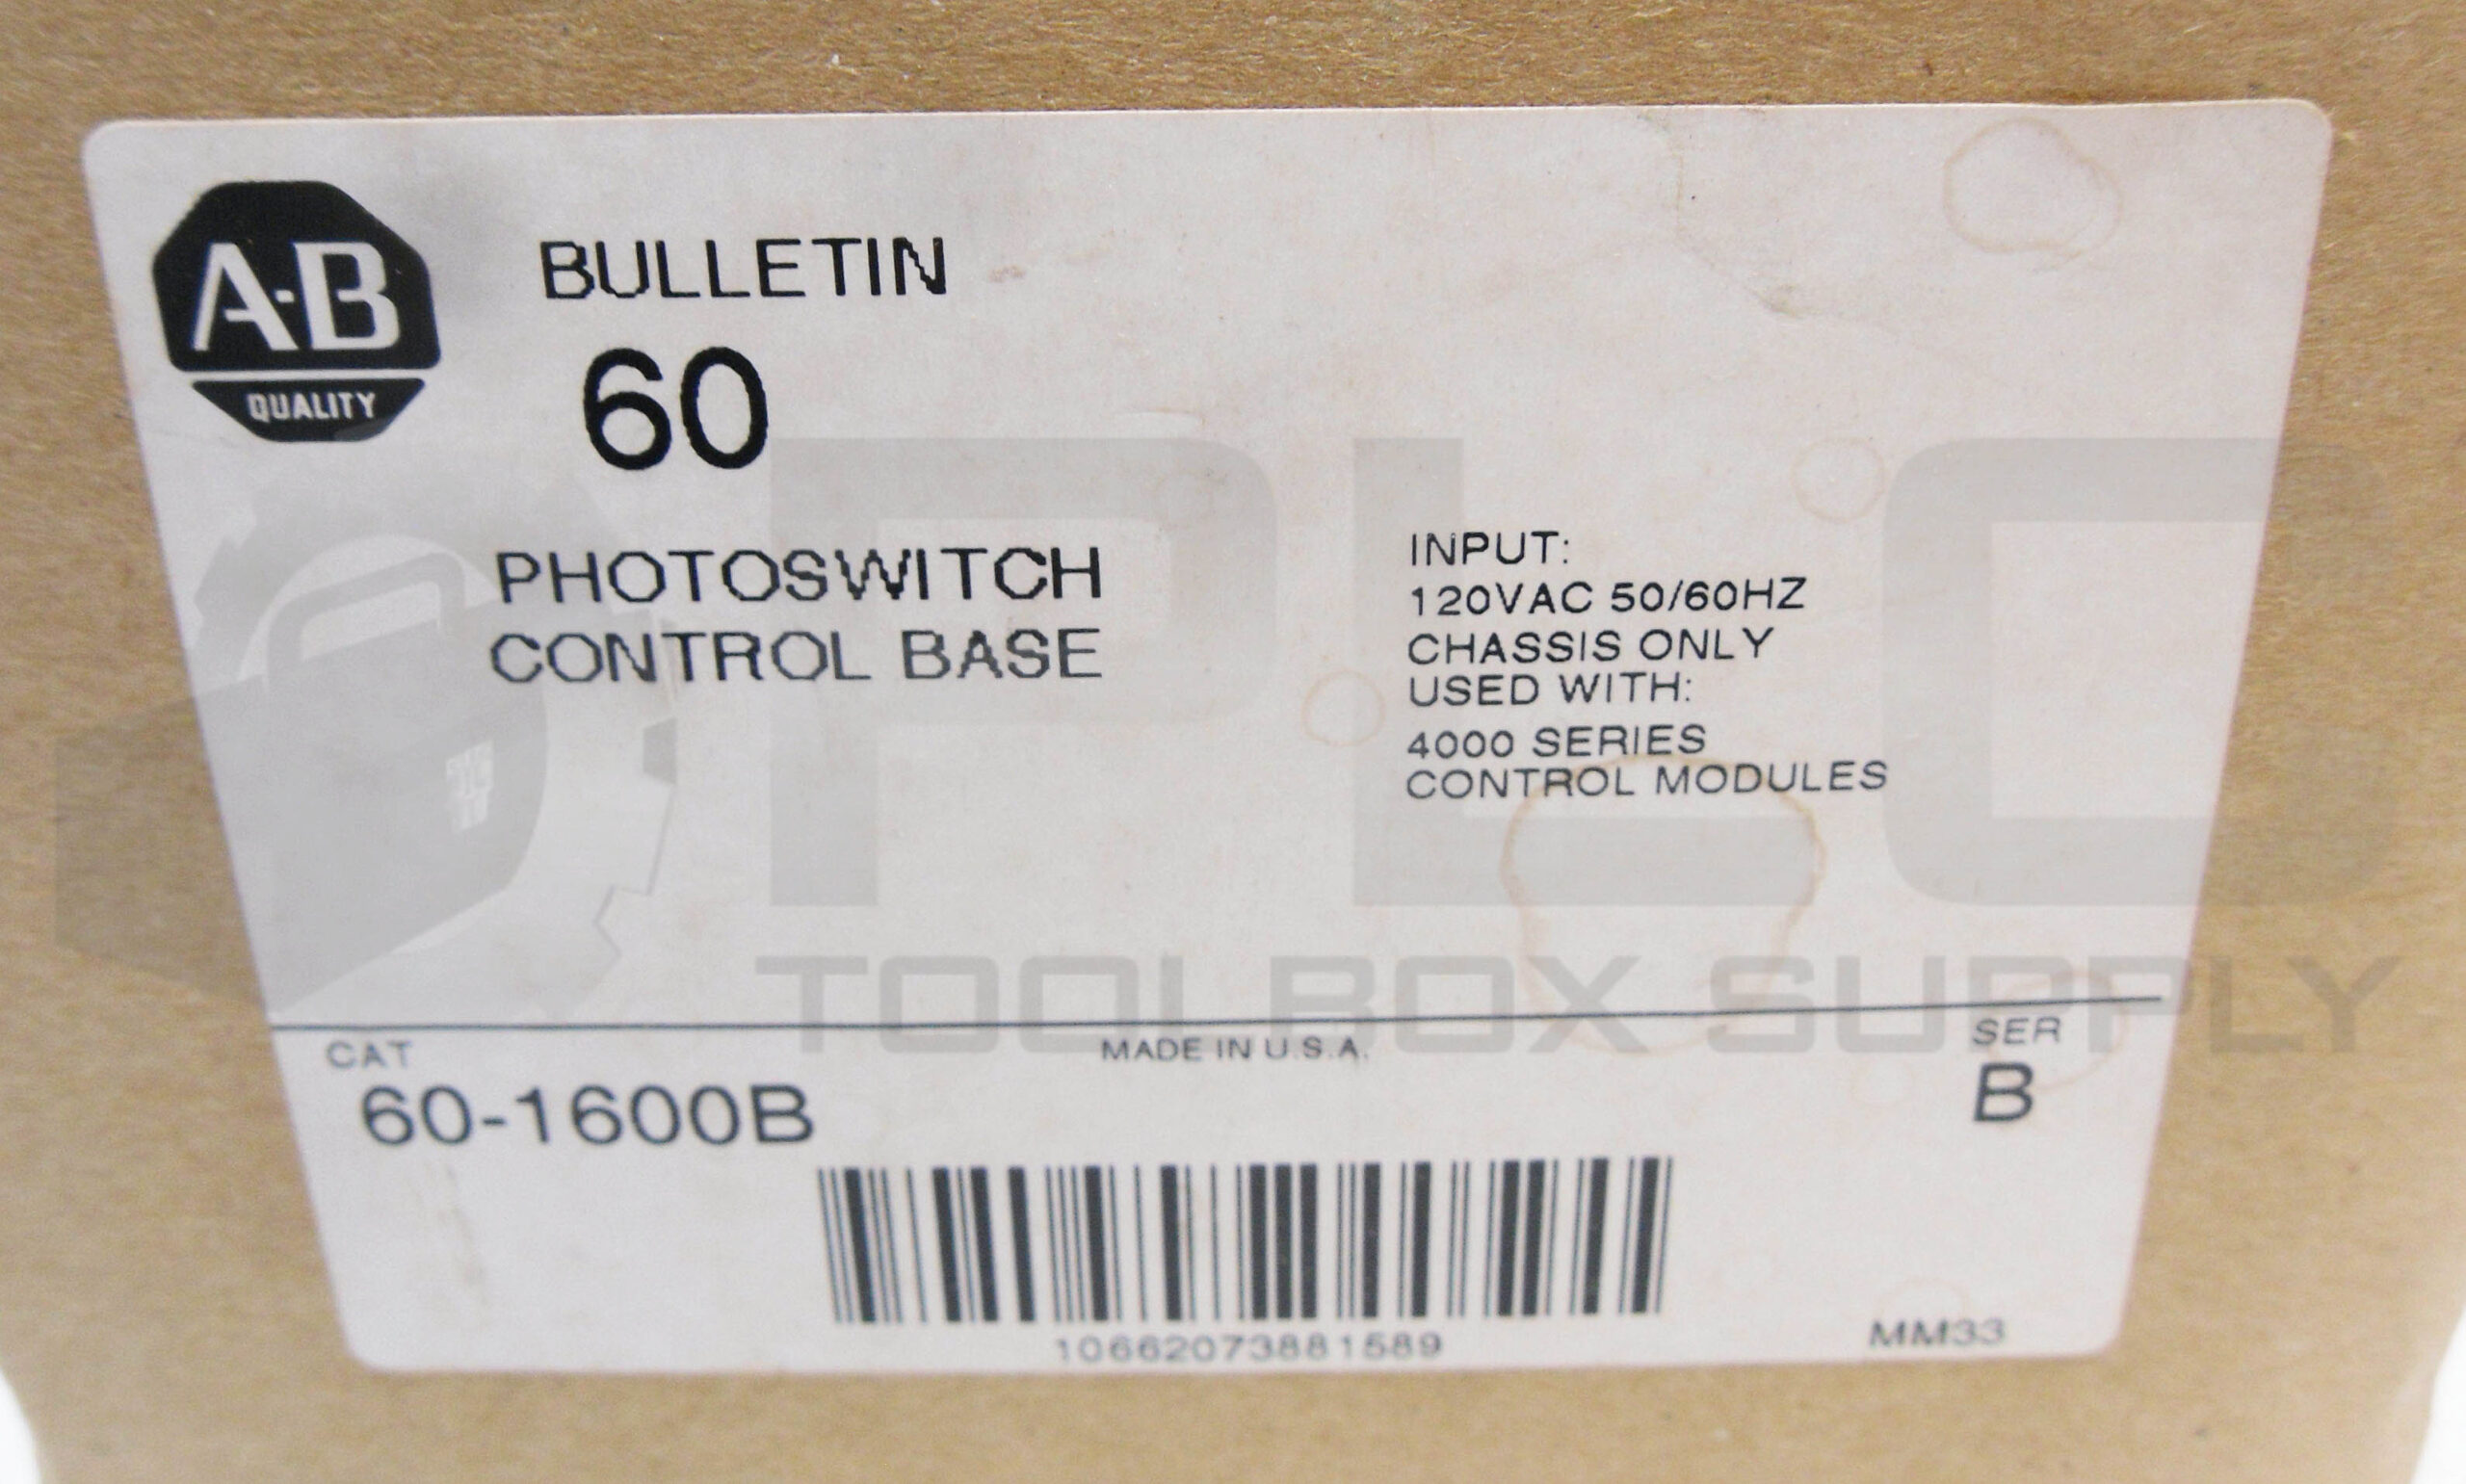 A-B
QUALITY
BULLETIN
60
PHOTOSWITCH
CONTROL BASE
INPUT:
120VAC 50/60HZ
CHASSIS ONLY
USED WITH:
4000 SERIES
CONTROL MODULES
PLC
TOOLBOX SUPPLY
CAT
60-1600B
MADE IN U.S.A.
SER
B
10662073881589
MM33